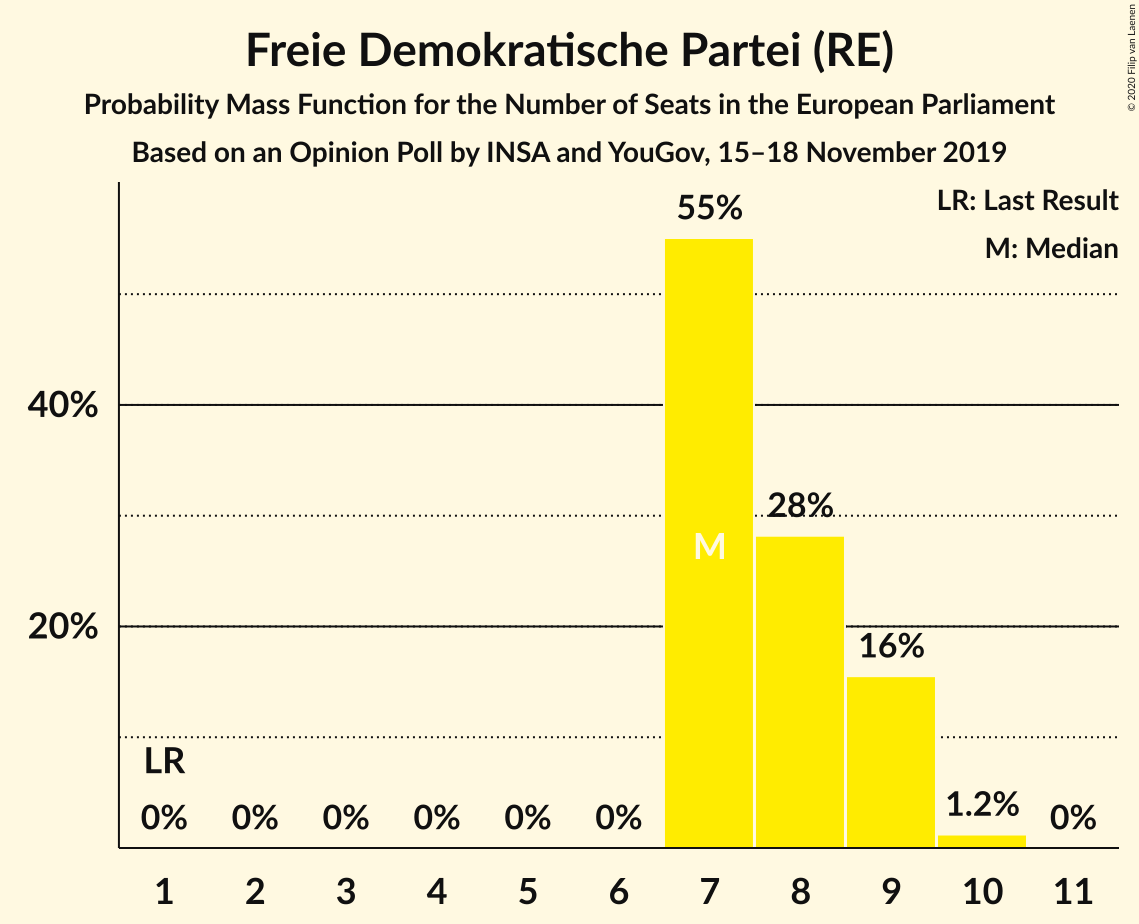 Freie Demokratische Partei (RE)
Probability Mass Function for the Number of Seats in the European Parliament
Based on an Opinion Poll by INSA and YouGov, 15–18 November 2019
© 2020 Filip van Laenen
LR: Last Result
M: Median
55%
40%
28%
M
20%
16%
LR
1.2%
0% 0% 0% 0% 0% 0% 0%
1 2 3 4 5 6 7 8 9 10 11